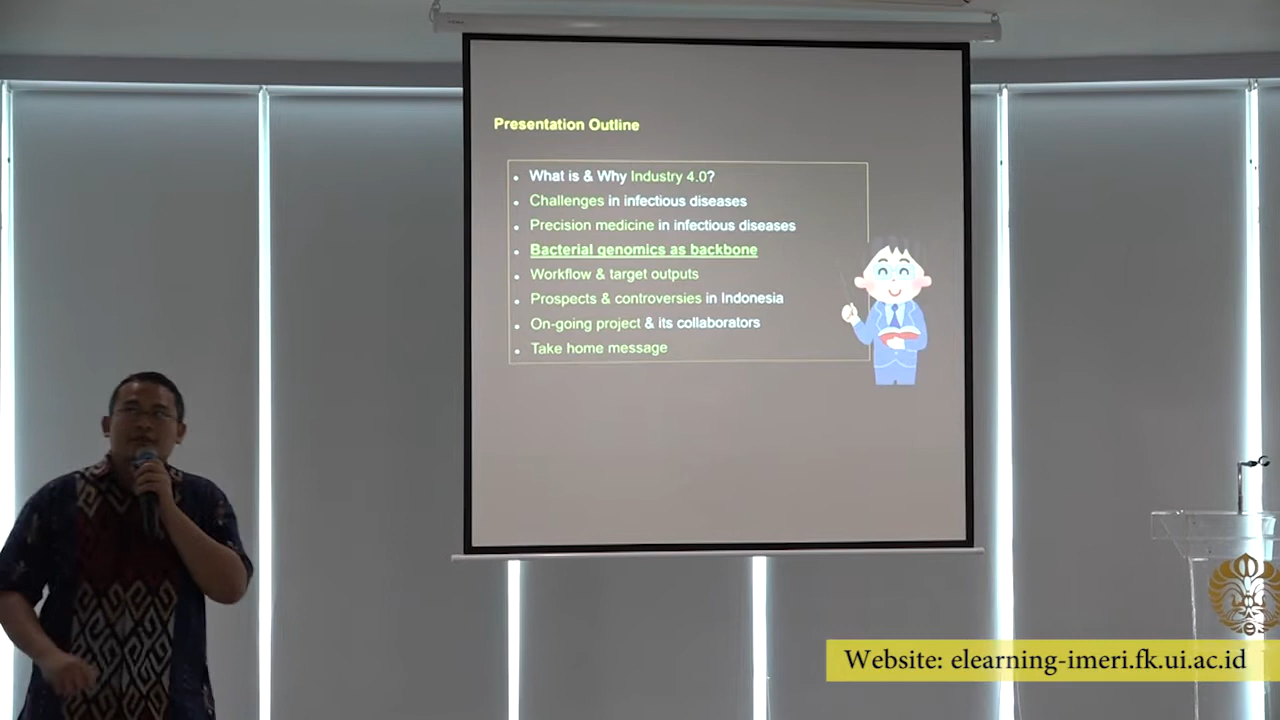 Presentation Outline
• What is & Why Industry 4.0?
• Challenges in infectious diseases
• Precision medicine in infectious diseases
• Bacterial genomics as backbone
• Workflow & target outputs
• Prospects & controversies in Indonesia
• On-going project & its collaborators
• Take home message
Website: elearning-imeri.fk.ui.ac.id